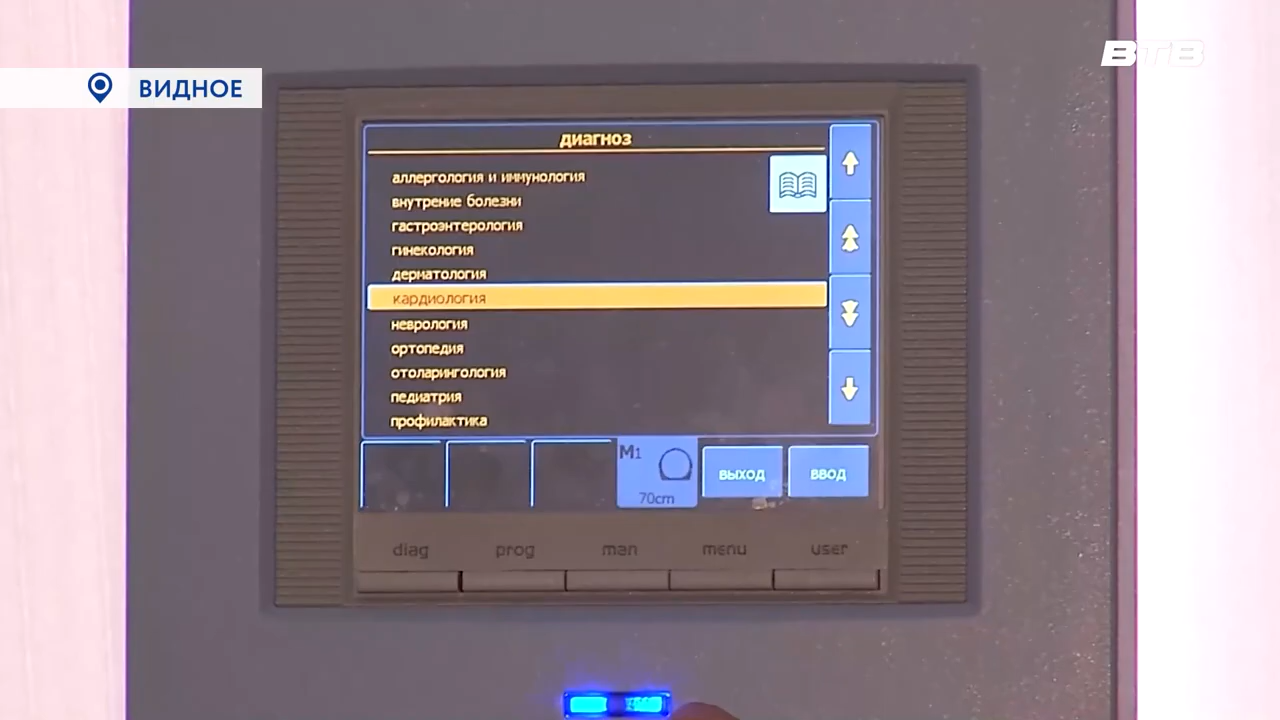 ВИДНОЕ
ВТВ
диагноз
аллергология и иммунология
внутрение болезни
гастроэнтерология
гинекология
дерматология
кардиология
неврология
ортопедия
отоларингология
педиатрия
профилактика
M1
70cm
выход
ввод
diag prog man menu user